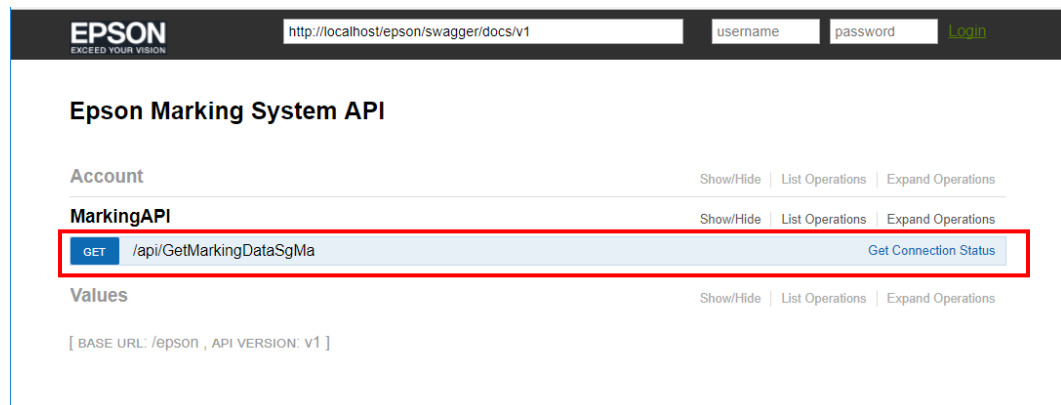 EPSON
EXCEED YOUR VISION
http://localhost/epson/swagger/docs/v1
username
password
Login
Epson Marking System API
Account
Show/Hide
List Operations
Expand Operations
MarkingAPI
Show/Hide
List Operations
Expand Operations
GET
/api/GetMarkingDataSgMa
Get Connection Status
Values
Show/Hide
List Operations
Expand Operations
[ BASE URL: /epson , API VERSION: v1 ]